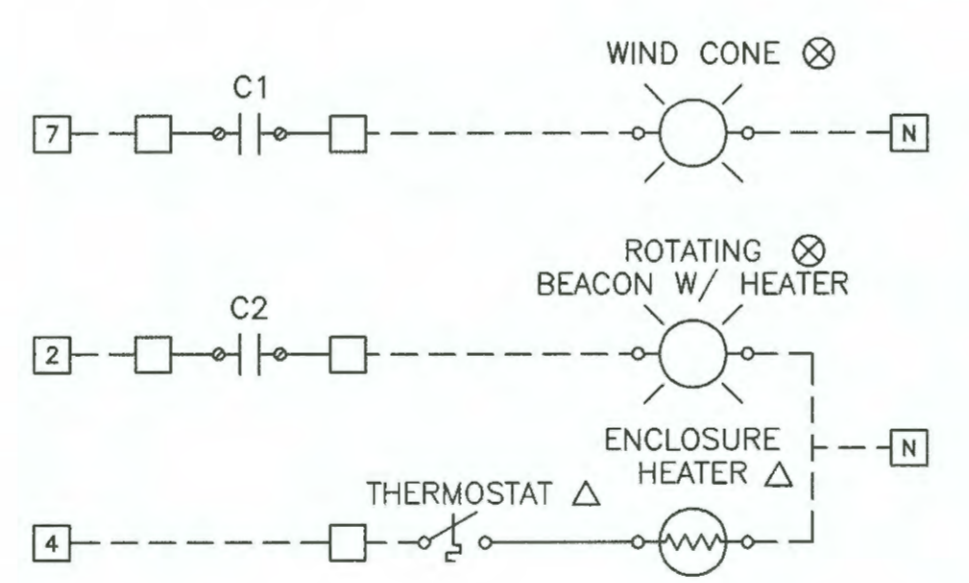 WIND CONE
C1
7
N
ROTATING
BEACON W/ HEATER
C2
2
ENCLOSURE
HEATER
N
THERMOSTAT
4